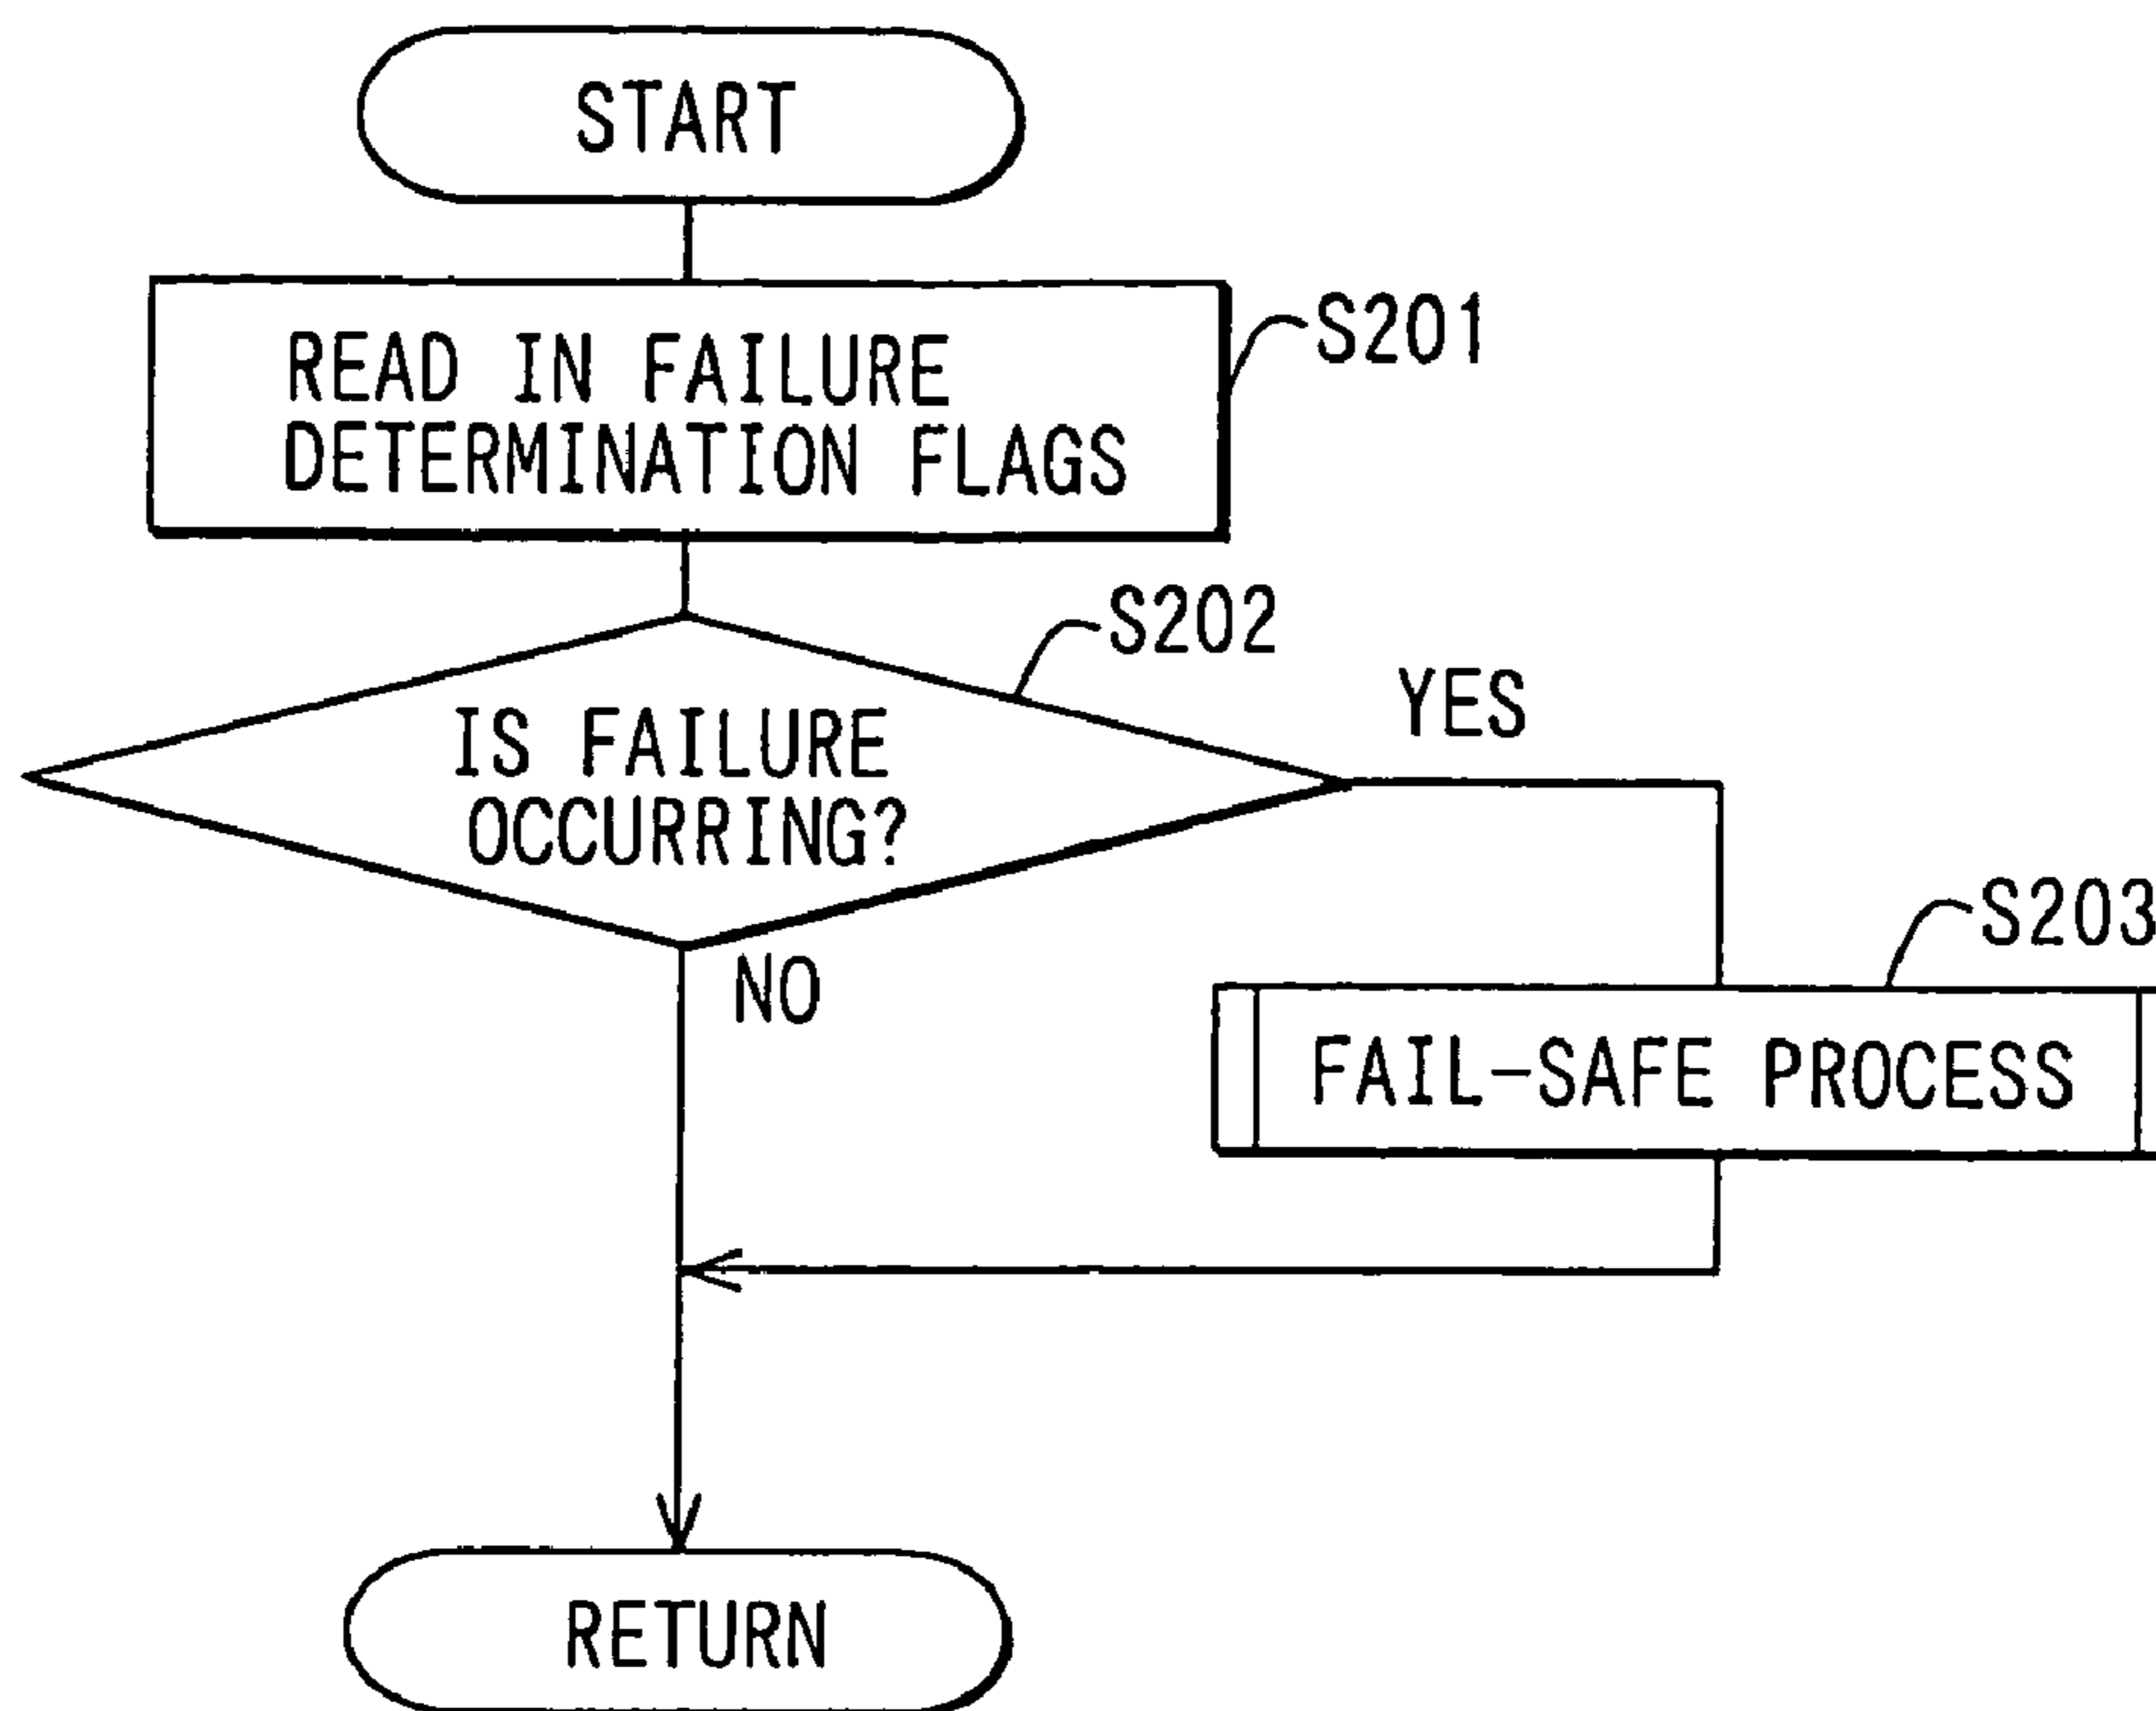 START
READ IN FAILURE
DETERMINATION FLAGS
S201
S202
IS FAILURE
OCCURRING?
YES
NO
S203
FAIL-SAFE PROCESS
RETURN